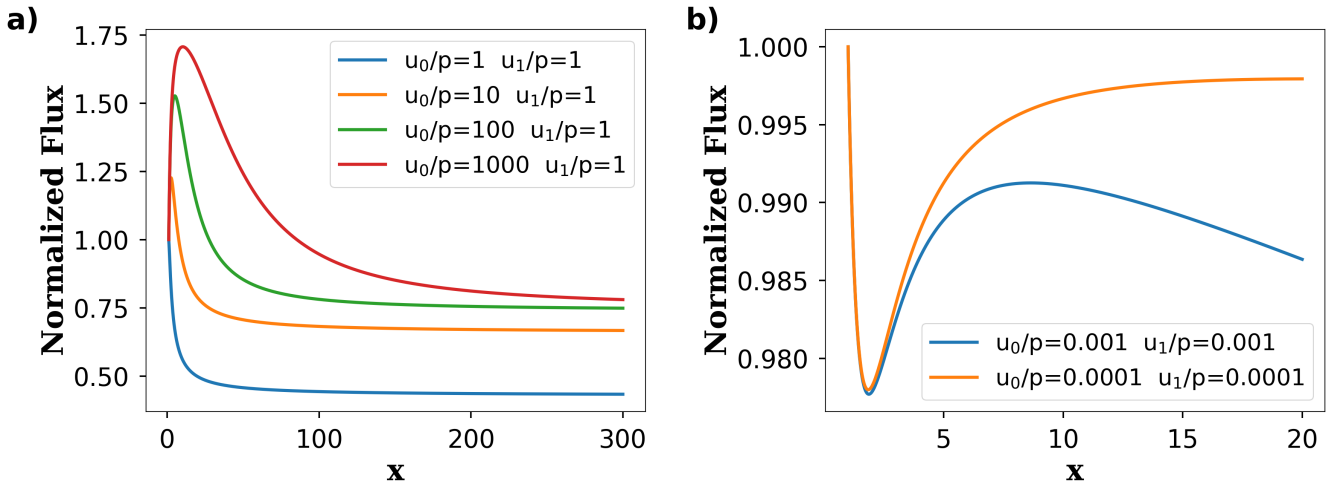 a)
Normalized Flux
1.75
1.50
1.25
1.00
0.75
0.50
0
100
200
300
x
u₀/p=1 u₁/p=1
u₀/p=10 u₁/p=1
u₀/p=100 u₁/p=1
u₀/p=1000 u₁/p=1
b)
Normalized Flux
1.000
0.995
0.990
0.985
0.980
5
10
15
20
x
u₀/p=0.001 u₁/p=0.001
u₀/p=0.0001 u₁/p=0.0001